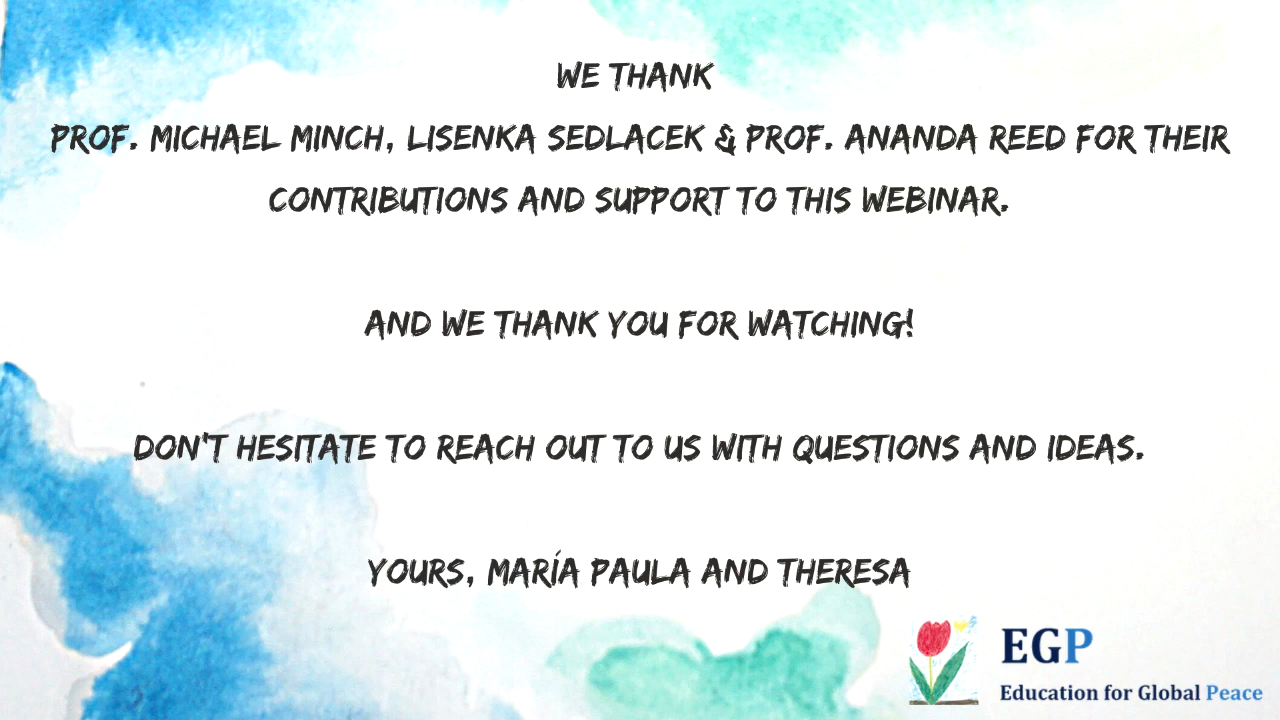 WE THANK
PROF. MICHAEL MINCH, LISENKA SEDLACEK & PROF. ANANDA REED FOR THEIR
CONTRIBUTIONS AND SUPPORT TO THIS WEBINAR.
AND WE THANK YOU FOR WATCHING!
DON'T HESITATE TO REACH OUT TO US WITH QUESTIONS AND IDEAS.
YOURS, MARÍA PAULA AND THERESA
EGP
Education for Global Peace